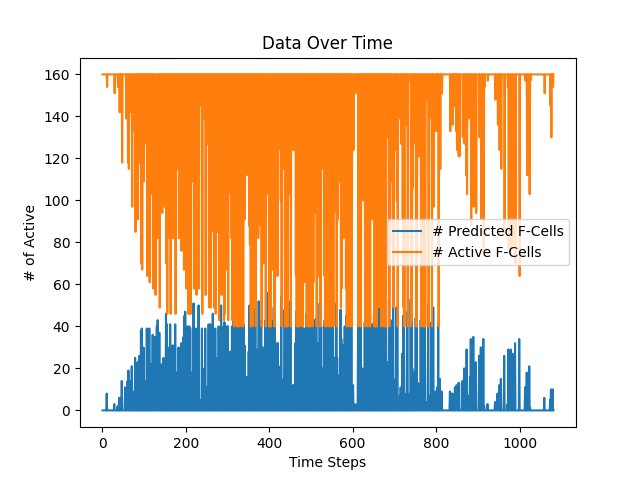 Data Over Time
160
140
120
100
80
60
40
20
0
# of Active
# Predicted F-Cells
# Active F-Cells
0 200 400 600 800 1000
Time Steps